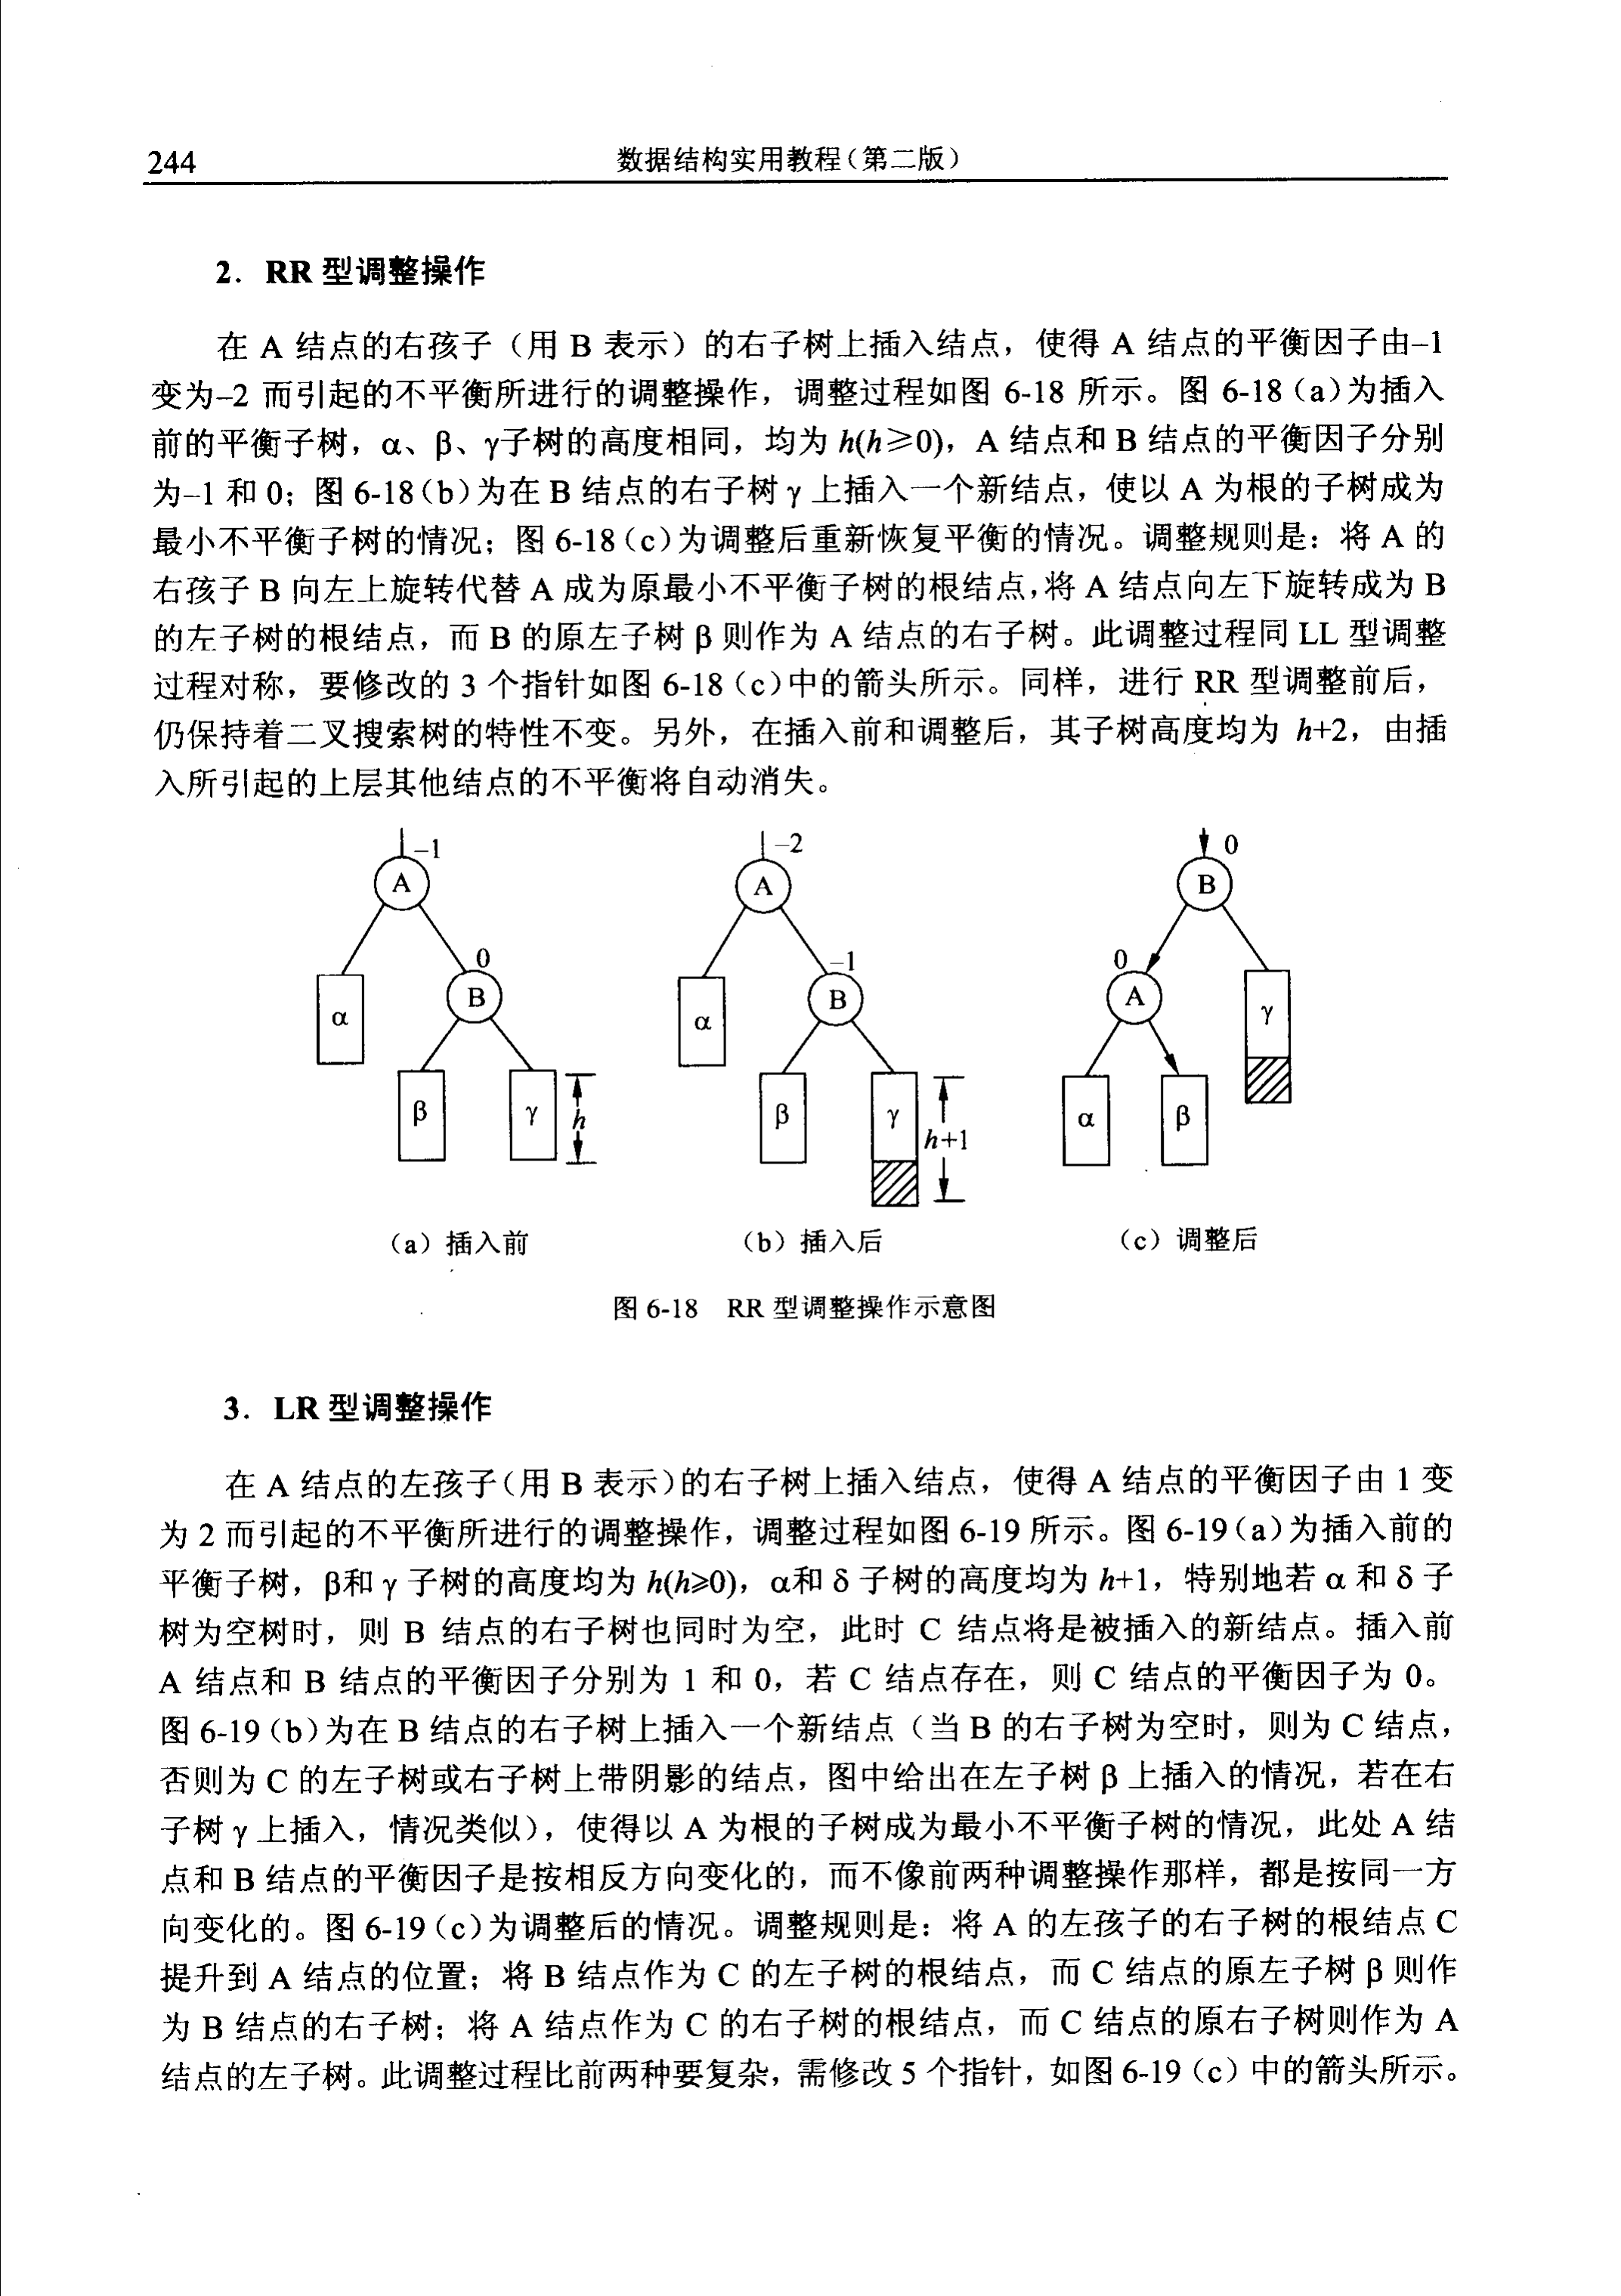 244
数据结构实用教程（第二版）
2．RR 型调整操作
在 A 结点的右孩子（用 B 表示）的右子树上插入结点，使得 A 结点的平衡因子由–1
变为–2 而引起的不平衡所进行的调整操作，调整过程如图 6-18 所示。图 6-18（a）为插入
前的平衡子树，α、β、γ子树的高度相同，均为 h(h≥0)，A 结点和 B 结点的平衡因子分别
为–1 和 0；图 6-18（b）为在 B 结点的右子树 γ 上插入一个新结点，使以 A 为根的子树成为
最小不平衡子树的情况；图 6-18（c）为调整后重新恢复平衡的情况。调整规则是：将 A 的
右孩子 B 向左上旋转代替 A 成为原最小不平衡子树的根结点，将 A 结点向左下旋转成为 B
的左子树的根结点，而 B 的原左子树 β 则作为 A 结点的右子树。此调整过程同 LL 型调整
过程对称，要修改的 3 个指针如图 6-18（c）中的箭头所示。同样，进行 RR 型调整前后，
仍保持着二叉搜索树的特性不变。另外，在插入前和调整后，其子树高度均为 h+2，由插
入所引起的上层其他结点的不平衡将自动消失。
–1 –2 0
A A B
0 –1 0
B B A
α α γ
β γ h β γ h+1 α β
（a）插入前 （b）插入后 （c）调整后
图 6-18 RR 型调整操作示意图
3．LR 型调整操作
在 A 结点的左孩子（用 B 表示）的右子树上插入结点，使得 A 结点的平衡因子由 1 变
为 2 而引起的不平衡所进行的调整操作，调整过程如图 6-19 所示。图 6-19（a）为插入前的
平衡子树，β和 γ 子树的高度均为 h(h≥0)，α和 δ 子树的高度均为 h+1，特别地若 α 和 δ 子
树为空树时，则 B 结点的右子树也同时为空，此时 C 结点将是被插入的新结点。插入前
A 结点和 B 结点的平衡因子分别为 1 和 0，若 C 结点存在，则 C 结点的平衡因子为 0。
图 6-19（b）为在 B 结点的右子树上插入一个新结点（当 B 的右子树为空时，则为 C 结点，
否则为 C 的左子树或右子树上带阴影的结点，图中给出在左子树 β 上插入的情况，若在右
子树 γ 上插入，情况类似），使得以 A 为根的子树成为最小不平衡子树的情况，此处 A 结
点和 B 结点的平衡因子是按相反方向变化的，而不像前两种调整操作那样，都是按同一方
向变化的。图 6-19（c）为调整后的情况。调整规则是：将 A 的左孩子的右子树的根结点 C
提升到 A 结点的位置；将 B 结点作为 C 的左子树的根结点，而 C 结点的原左子树 β 则作
为 B 结点的右子树；将 A 结点作为 C 的右子树的根结点，而 C 结点的原右子树则作为 A
结点的左子树。此调整过程比前两种要复杂，需修改 5 个指针，如图 6-19（c）中的箭头所示。